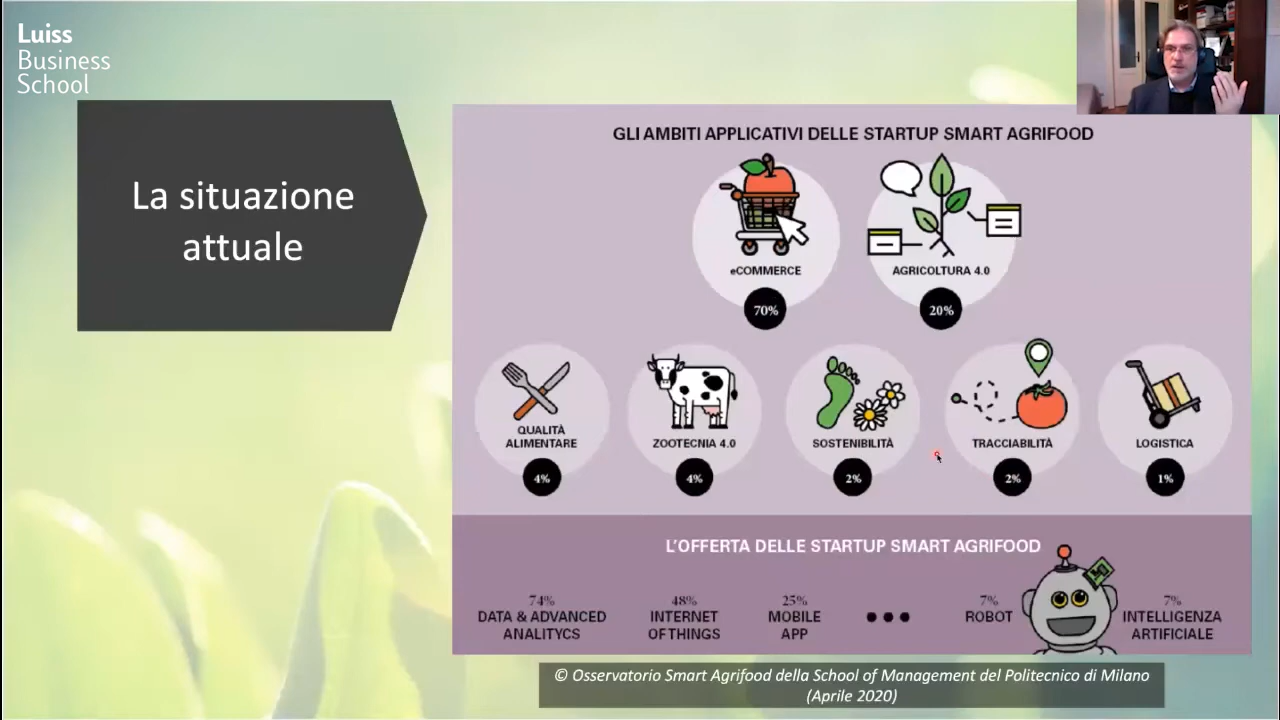 Luiss
Business
School
La situazione
attuale
GLI AMBITI APPLICATIVI DELLE STARTUP SMART AGRIFOOD
eCOMMERCE
AGRICOLTURA 4.0
70%
20%
QUALITÀ
ALIMENTARE
ZOOTECNIA 4.0
SOSTENIBILITÀ
TRACCIABILITÀ
LOGISTICA
4%
4%
2%
2%
1%
L'OFFERTA DELLE STARTUP SMART AGRIFOOD
74%
DATA & ADVANCED
ANALITYCS
48%
INTERNET
OF THINGS
25%
MOBILE
APP
7%
ROBOT
7%
INTELLIGENZA
ARTIFICIALE
© Osservatorio Smart Agrifood della School of Management del Politecnico di Milano
(Aprile 2020)